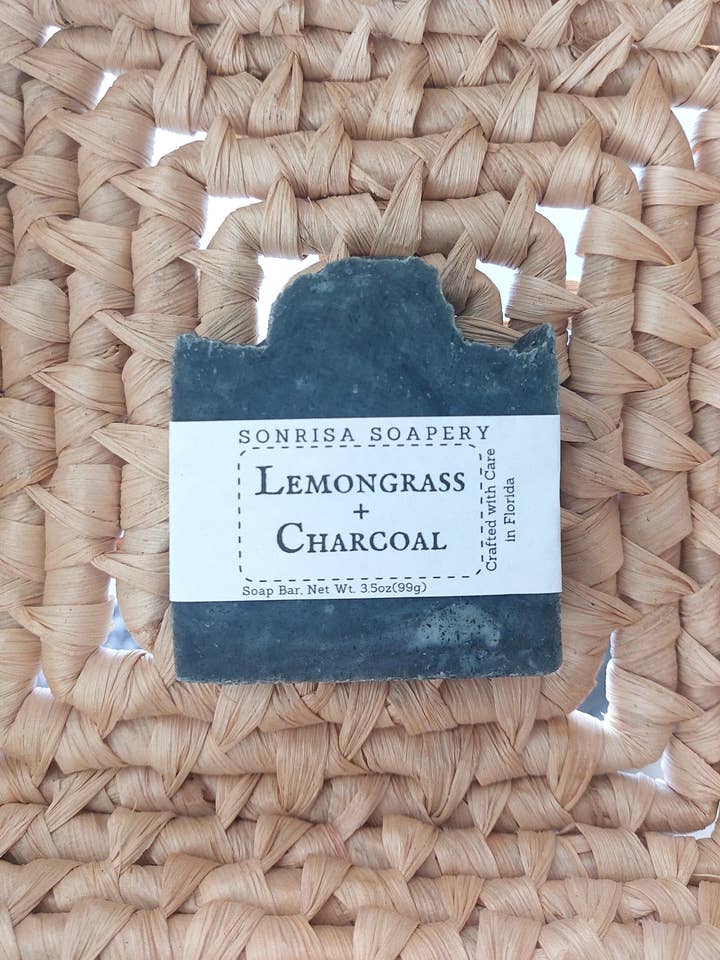 SONRISA SOAPERY
LEMONGRASS
+
CHARCOAL
Crafted with Care
in Florida
Soap Bar, Net Wt. 3.5oz(99g)